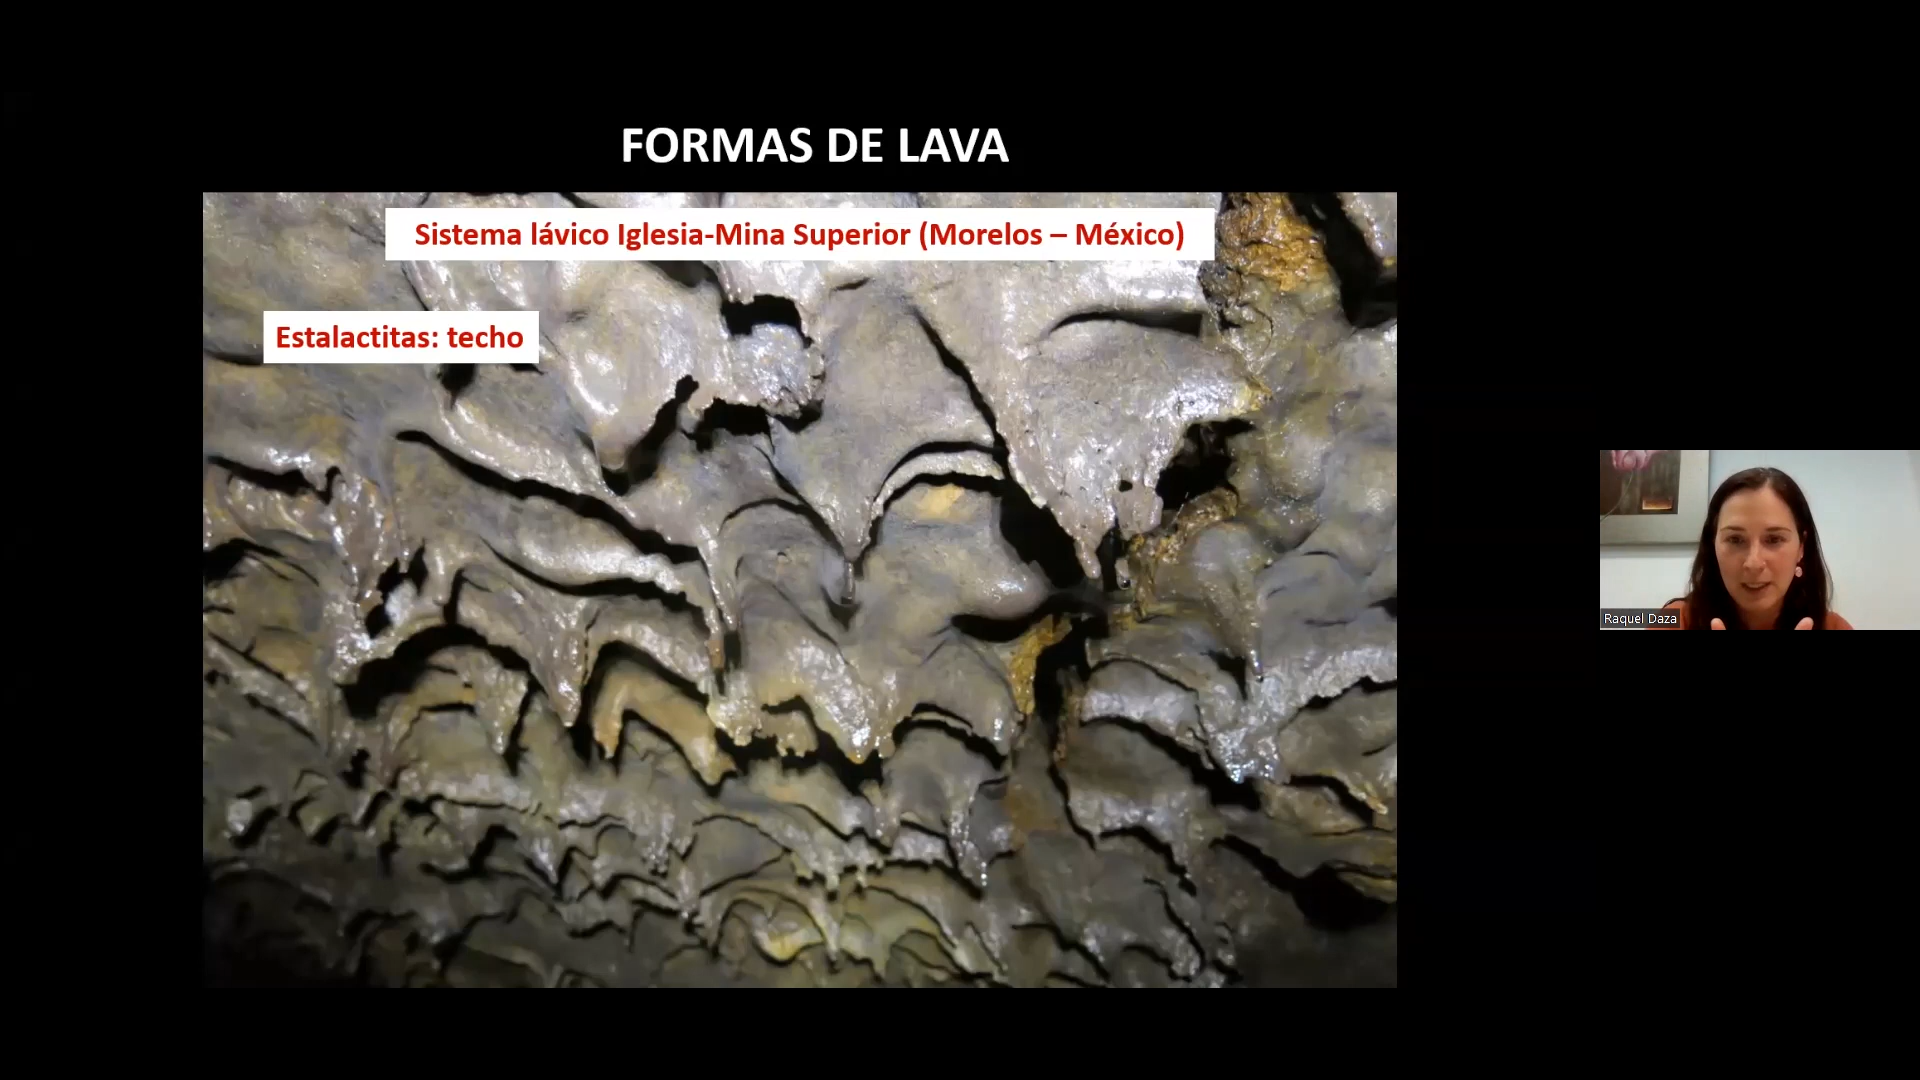 FORMAS DE LAVA
Sistema lávico Iglesia-Mina Superior (Morelos – México)
Estalactitas: techo
Raquel Daza